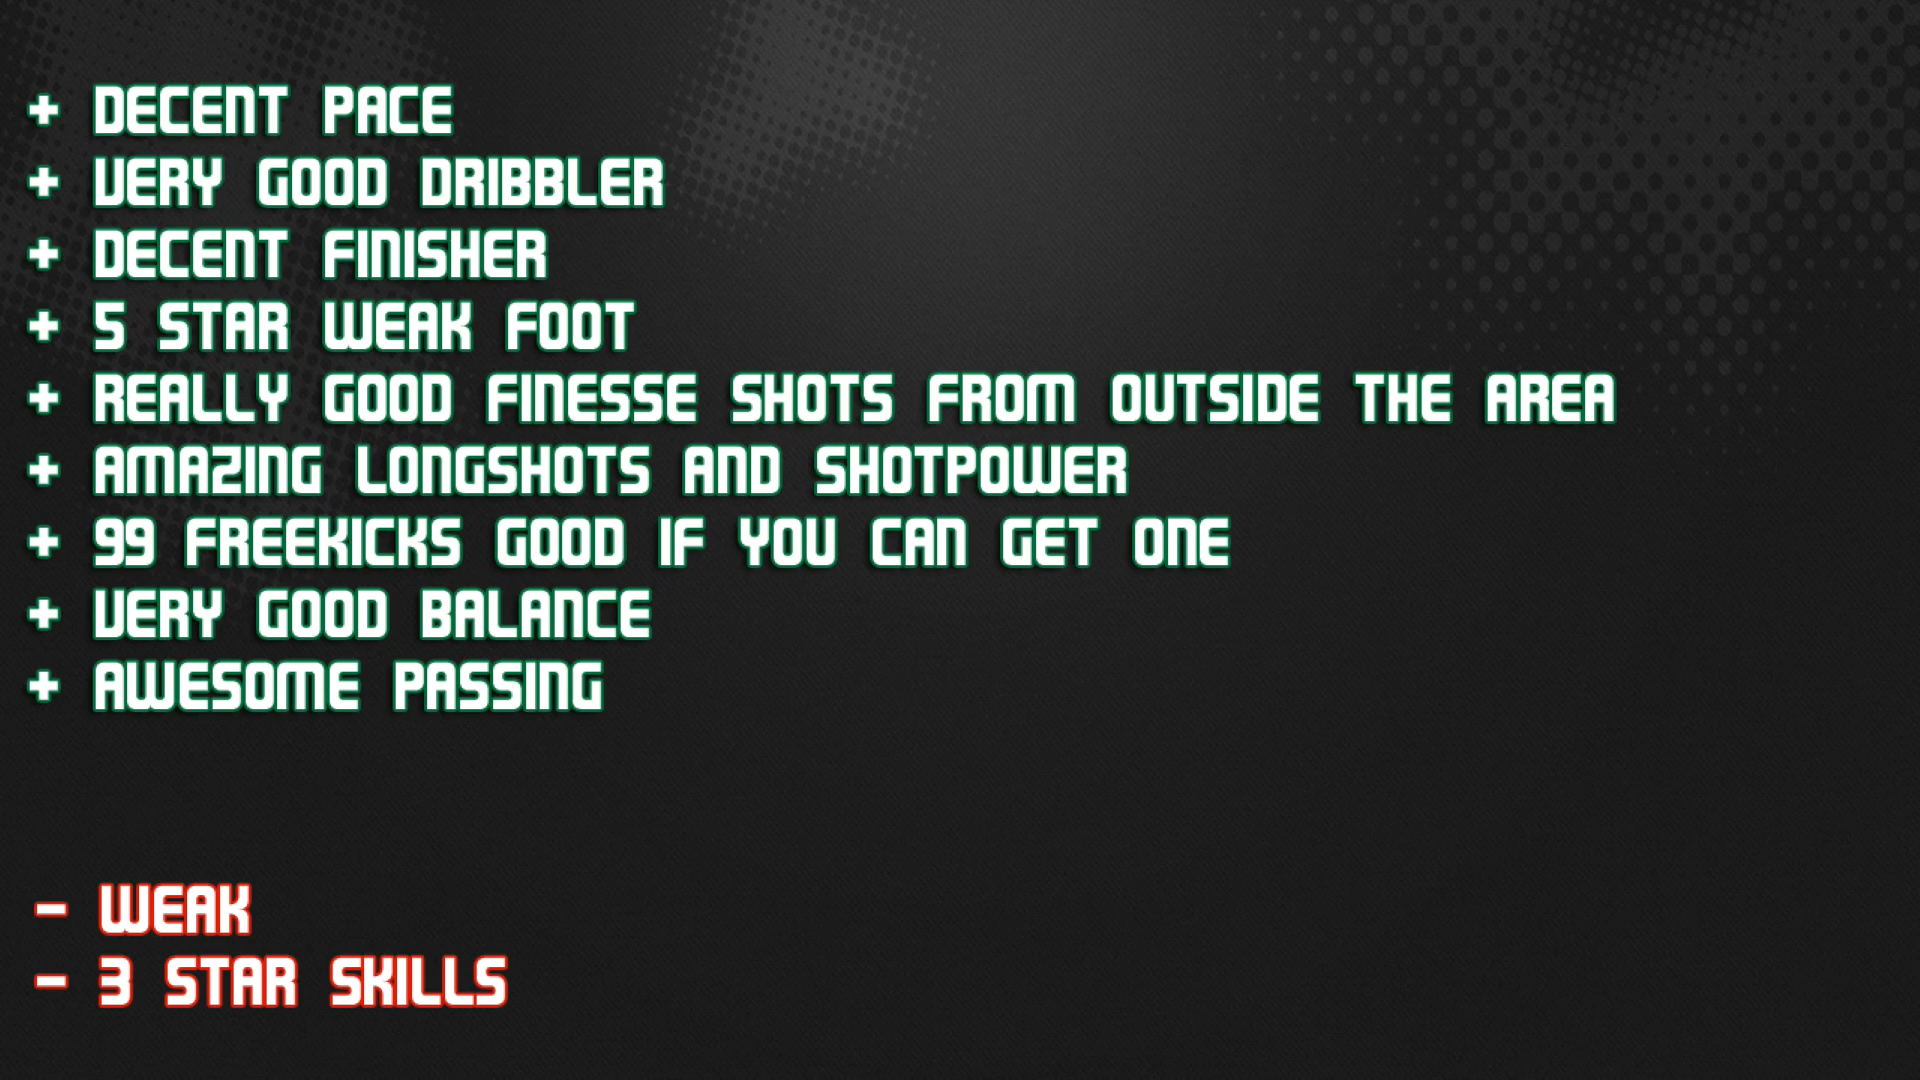 + DECENT PACE
+ VERY GOOD DRIBBLER
+ DECENT FINISHER
+ 5 STAR WEAK FOOT
+ REALLY GOOD FINESSE SHOTS FROM OUTSIDE THE AREA
+ AMAZING LONGSHOTS AND SHOTPOWER
+ 99 FREEKICKS GOOD IF YOU CAN GET ONE
+ VERY GOOD BALANCE
+ AWESOME PASSING
- WEAK
- 3 STAR SKILLS